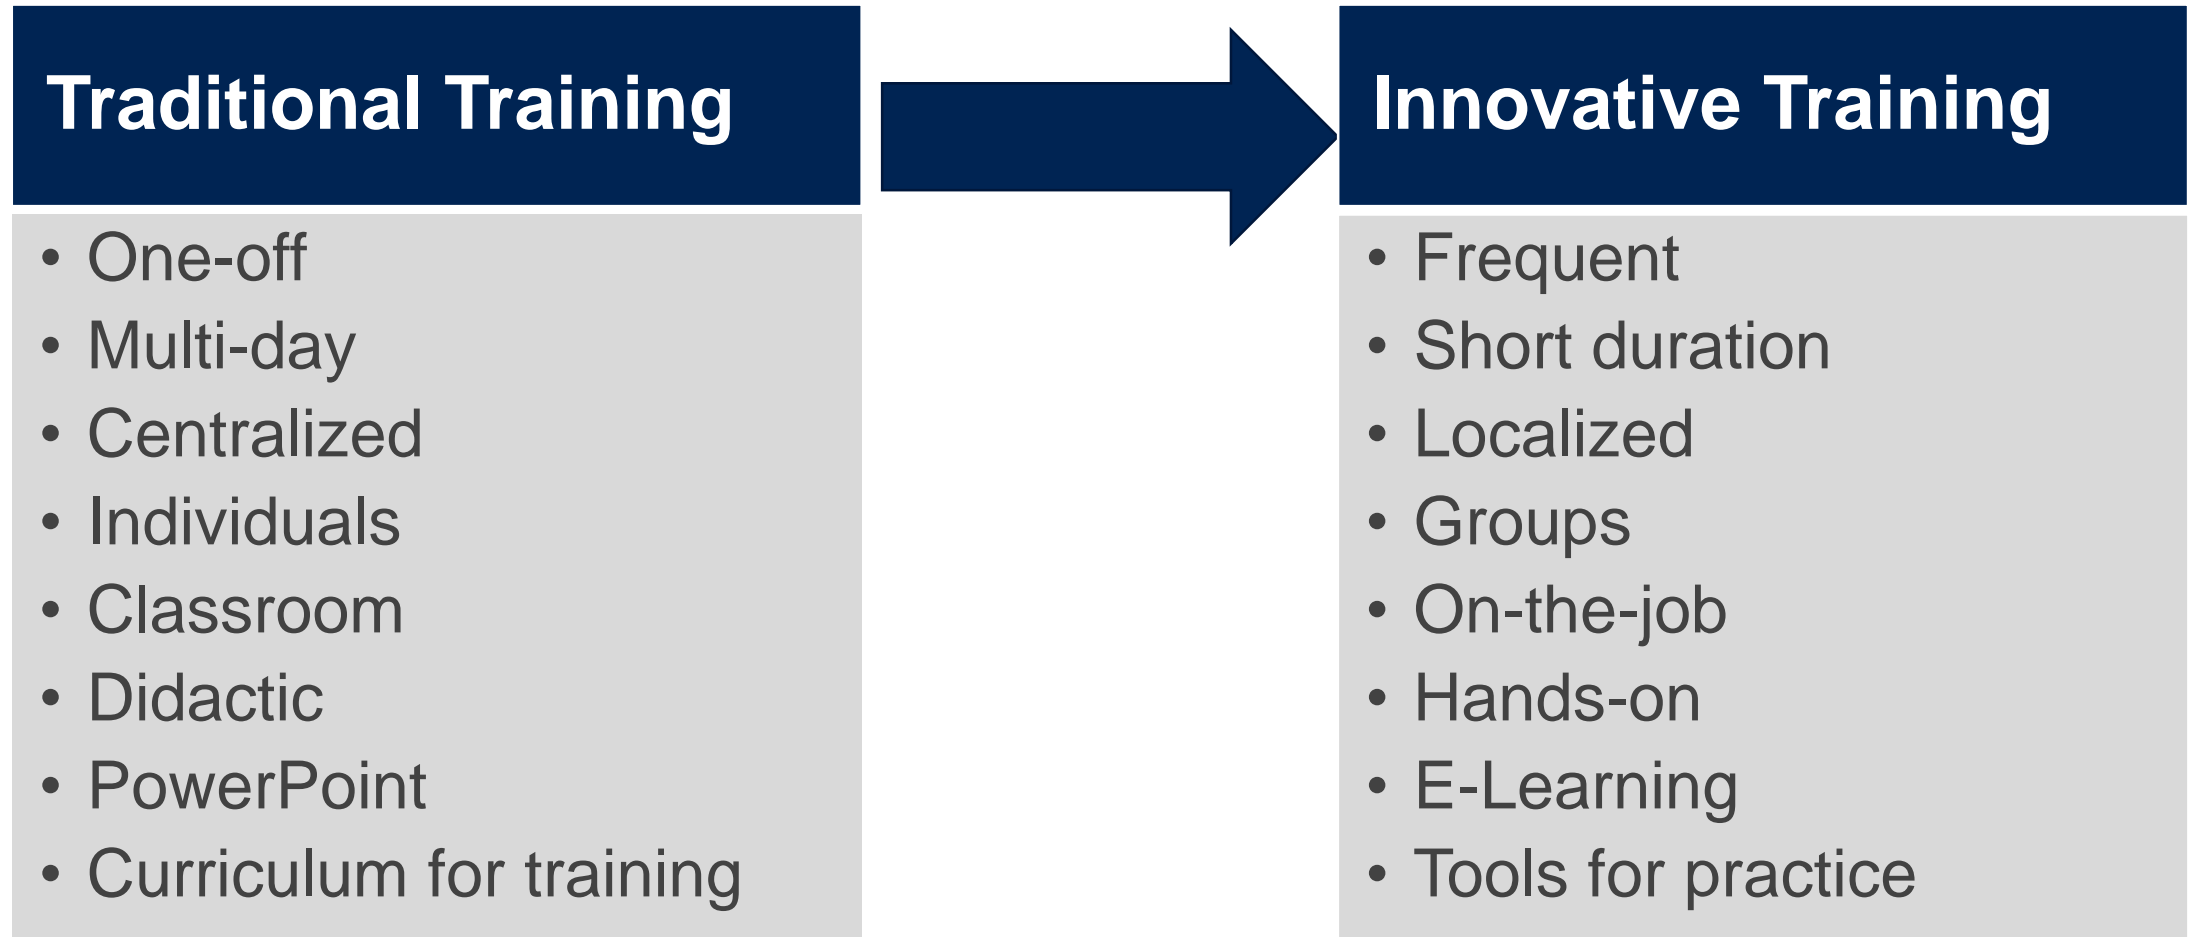 Traditional Training
• One-off
• Multi-day
• Centralized
• Individuals
• Classroom
• Didactic
• PowerPoint
• Curriculum for training
Innovative Training
• Frequent
• Short duration
• Localized
• Groups
• On-the-job
• Hands-on
• E-Learning
• Tools for practice